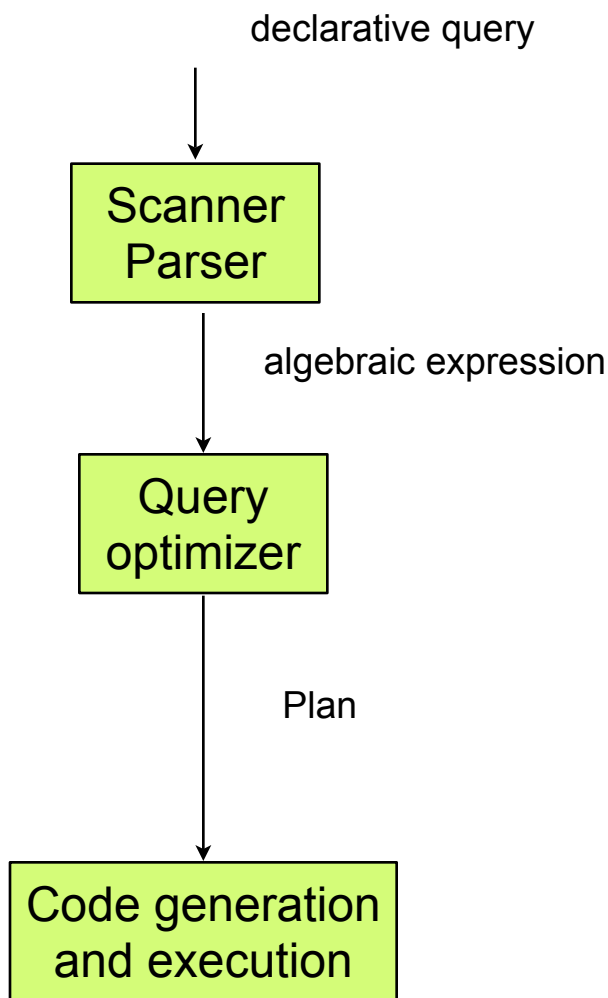 declarative query
Scanner
Parser
algebraic expression
Query
optimizer
Plan
Code generation
and execution